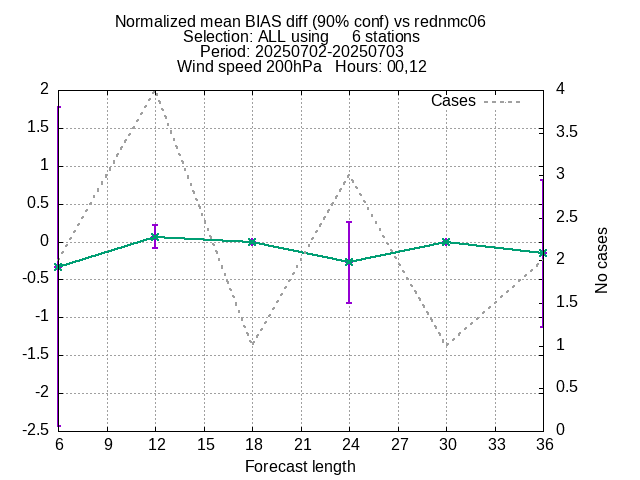 Normalized mean BIAS diff (90% conf) vs rednmc06
Selection: ALL using     6 stations
Period: 20250702-20250703
Wind speed 200hPa   Hours: 00,12
Cases
2
1.5
1
0.5
0
-0.5
-1
-1.5
-2
-2.5
4
3.5
3
2.5
2
1.5
1
0.5
0
No cases
6 9 12 15 18 21 24 27 30 33 36
Forecast length